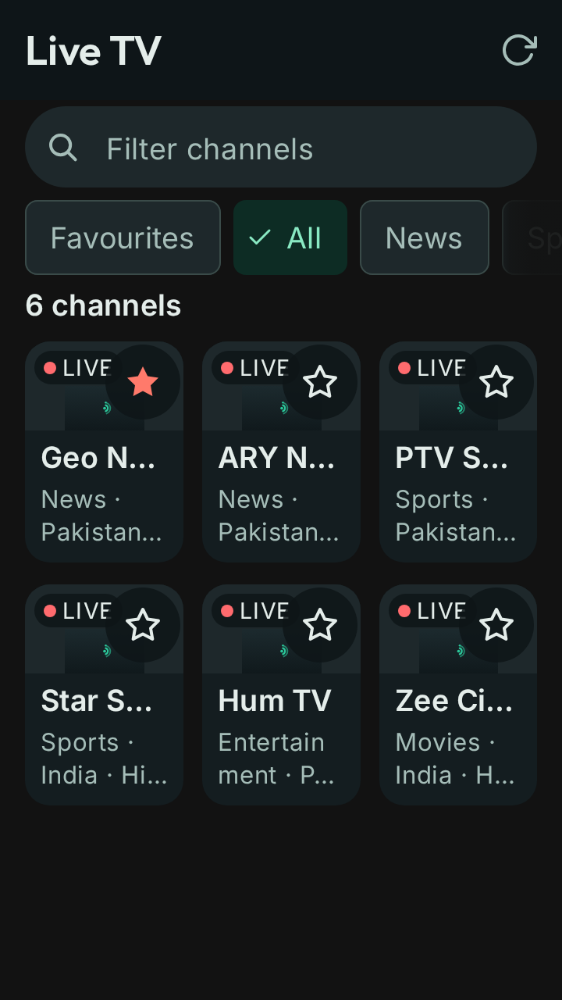 Live TV
Filter channels
Favourites
All
News
Sp
6 channels
LIVE
LIVE
LIVE
Geo N...
ARY N...
PTV S...
News ·
Pakistan...
News ·
Pakistan...
Sports ·
Pakistan...
LIVE
LIVE
LIVE
Star S...
Hum TV
Zee Ci...
Sports ·
India · Hi...
Entertain
ment · P...
Movies ·
India · H...